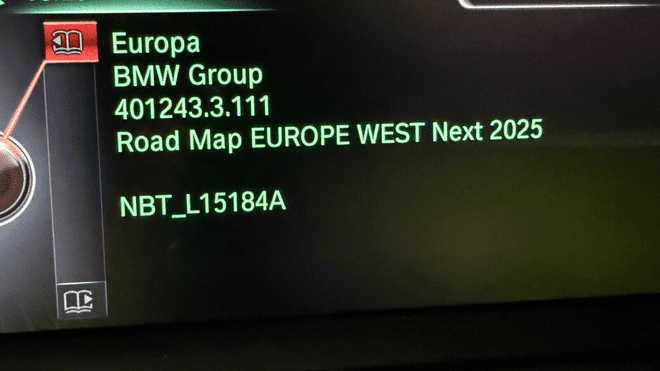 Europa
BMW Group
401243.3.111
Road Map EUROPE WEST Next 2025
NBT_L15184A